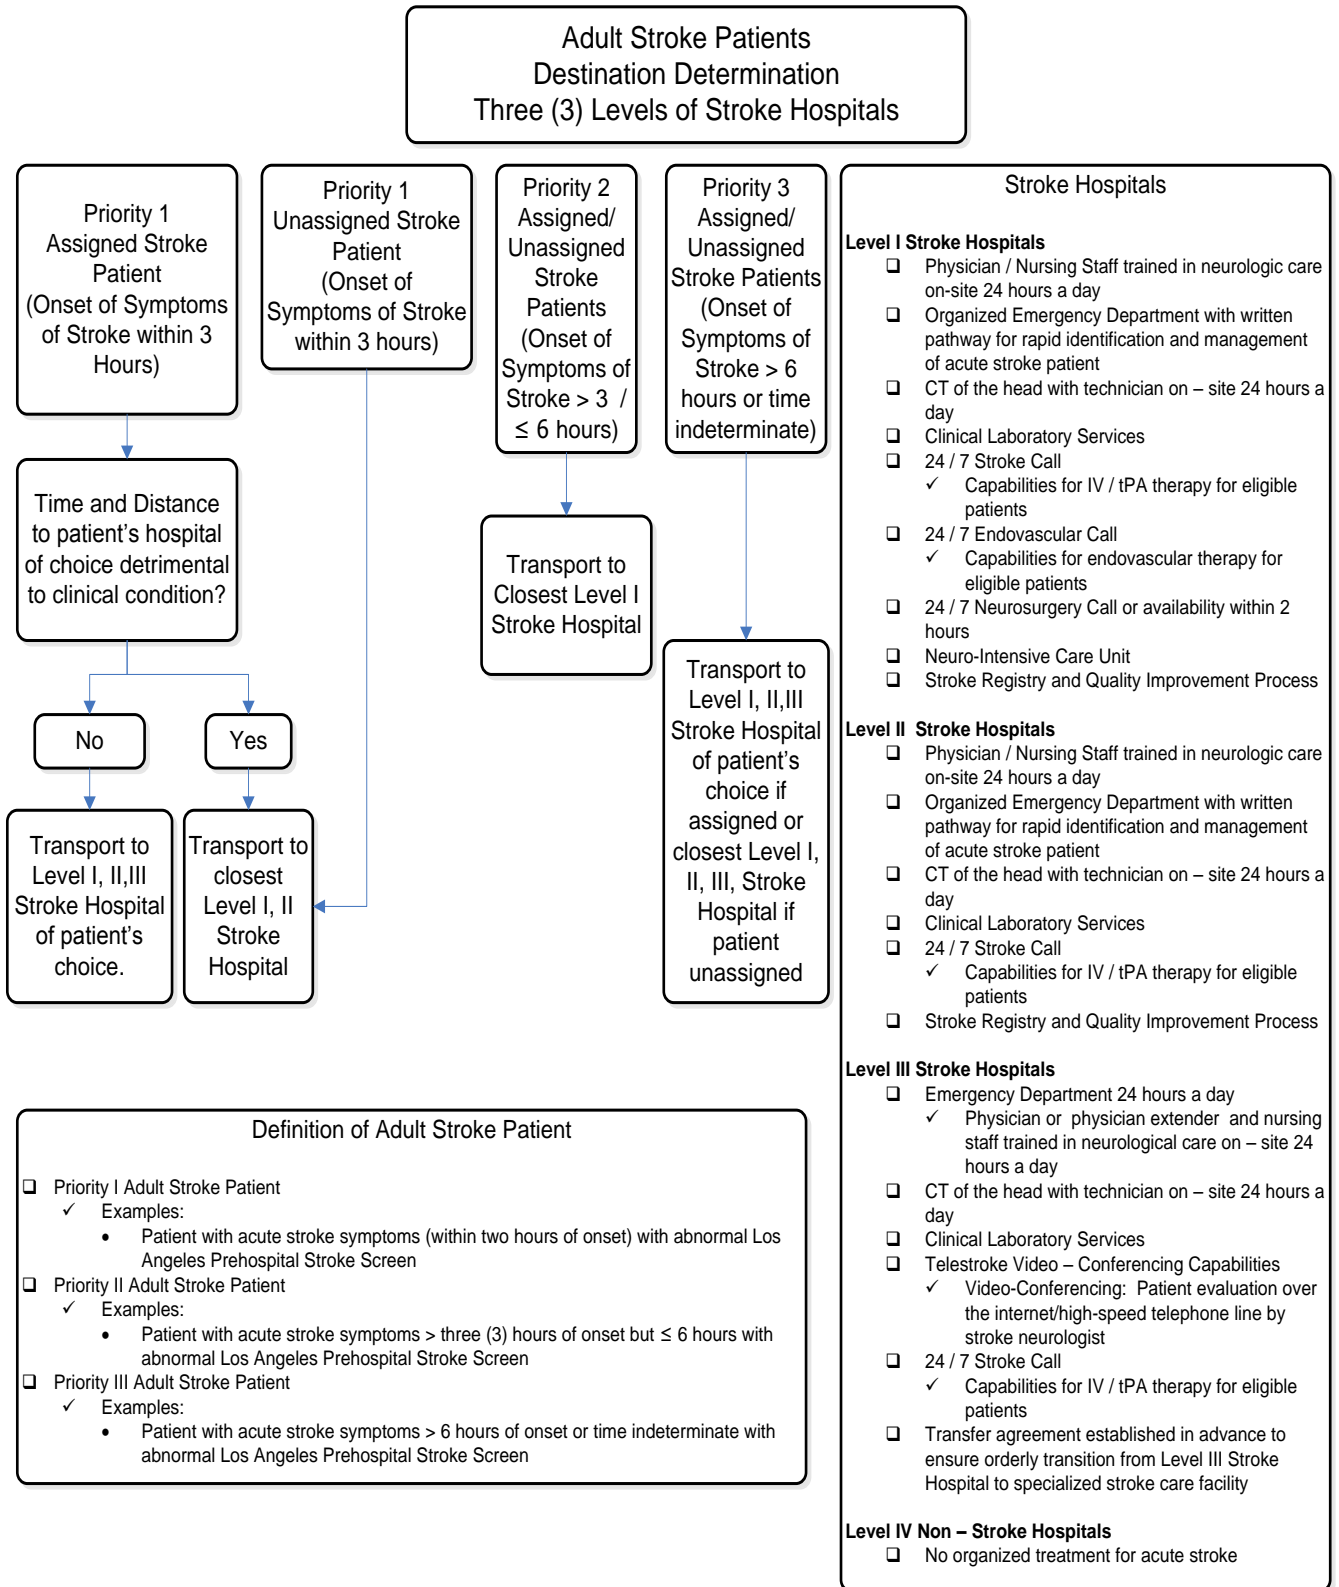 Adult Stroke Patients
Destination Determination
Three (3) Levels of Stroke Hospitals
Priority 1
Assigned Stroke
Patient
(Onset of Symptoms
of Stroke within 3
Hours)
Time and Distance
to patient's hospital
of choice detrimental
to clinical condition?
No
Yes
Transport to
Level I, II,III
Stroke Hospital
of patient's
choice.
Transport to
closest
Level I, II
Stroke
Hospital
Priority 1
Unassigned Stroke
Patient
(Onset of
Symptoms of Stroke
within 3 hours)
Priority 2
Assigned/
Unassigned
Stroke
Patients
(Onset of
Symptoms of
Stroke > 3 /
≤ 6 hours)
Transport to
Closest Level I
Stroke Hospital
Priority 3
Assigned/
Unassigned
Stroke Patients
(Onset of
Symptoms of
Stroke > 6
hours or time
indeterminate)
Transport to
Level I, II,III
Stroke Hospital
of patient's
choice if
assigned or
closest Level I,
II, III, Stroke
Hospital if
patient
unassigned
Stroke Hospitals
Level I Stroke Hospitals
❑ Physician / Nursing Staff trained in neurologic care
on-site 24 hours a day
❑ Organized Emergency Department with written
pathway for rapid identification and management
of acute stroke patient
❑ CT of the head with technician on – site 24 hours a
day
❑ Clinical Laboratory Services
❑ 24 / 7 Stroke Call
✓ Capabilities for IV / tPA therapy for eligible
patients
❑ 24 / 7 Endovascular Call
✓ Capabilities for endovascular therapy for
eligible patients
❑ 24 / 7 Neurosurgery Call or availability within 2
hours
❑ Neuro-Intensive Care Unit
❑ Stroke Registry and Quality Improvement Process
Level II Stroke Hospitals
❑ Physician / Nursing Staff trained in neurologic care
on-site 24 hours a day
❑ Organized Emergency Department with written
pathway for rapid identification and management
of acute stroke patient
❑ CT of the head with technician on – site 24 hours a
day
❑ Clinical Laboratory Services
❑ 24 / 7 Stroke Call
✓ Capabilities for IV / tPA therapy for eligible
patients
❑ Stroke Registry and Quality Improvement Process
Level III Stroke Hospitals
❑ Emergency Department 24 hours a day
✓ Physician or physician extender and nursing
staff trained in neurological care on – site 24
hours a day
❑ CT of the head with technician on – site 24 hours a
day
❑ Clinical Laboratory Services
❑ Telestroke Video – Conferencing Capabilities
✓ Video-Conferencing: Patient evaluation over
the internet/high-speed telephone line by
stroke neurologist
❑ 24 / 7 Stroke Call
✓ Capabilities for IV / tPA therapy for eligible
patients
❑ Transfer agreement established in advance to
ensure orderly transition from Level III Stroke
Hospital to specialized stroke care facility
Level IV Non – Stroke Hospitals
❑ No organized treatment for acute stroke
Definition of Adult Stroke Patient
❑ Priority I Adult Stroke Patient
✓ Examples:
• Patient with acute stroke symptoms (within two hours of onset) with abnormal Los
Angeles Prehospital Stroke Screen
❑ Priority II Adult Stroke Patient
✓ Examples:
• Patient with acute stroke symptoms > three (3) hours of onset but ≤ 6 hours with
abnormal Los Angeles Prehospital Stroke Screen
❑ Priority III Adult Stroke Patient
✓ Examples:
• Patient with acute stroke symptoms > 6 hours of onset or time indeterminate with
abnormal Los Angeles Prehospital Stroke Screen